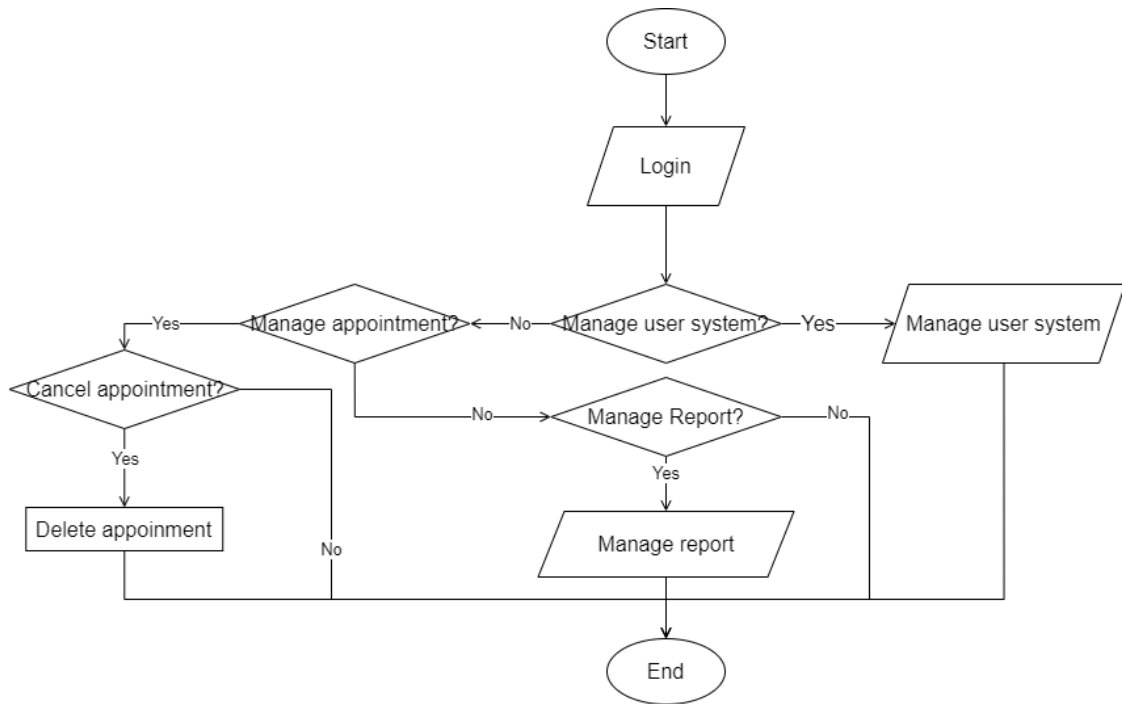 Start
Login
Manage appointment?
No
Manage user system?
Yes
Manage user system
Yes
Cancel appointment?
No
Manage Report?
No
Yes
Yes
Delete appoinment
No
Manage report
End